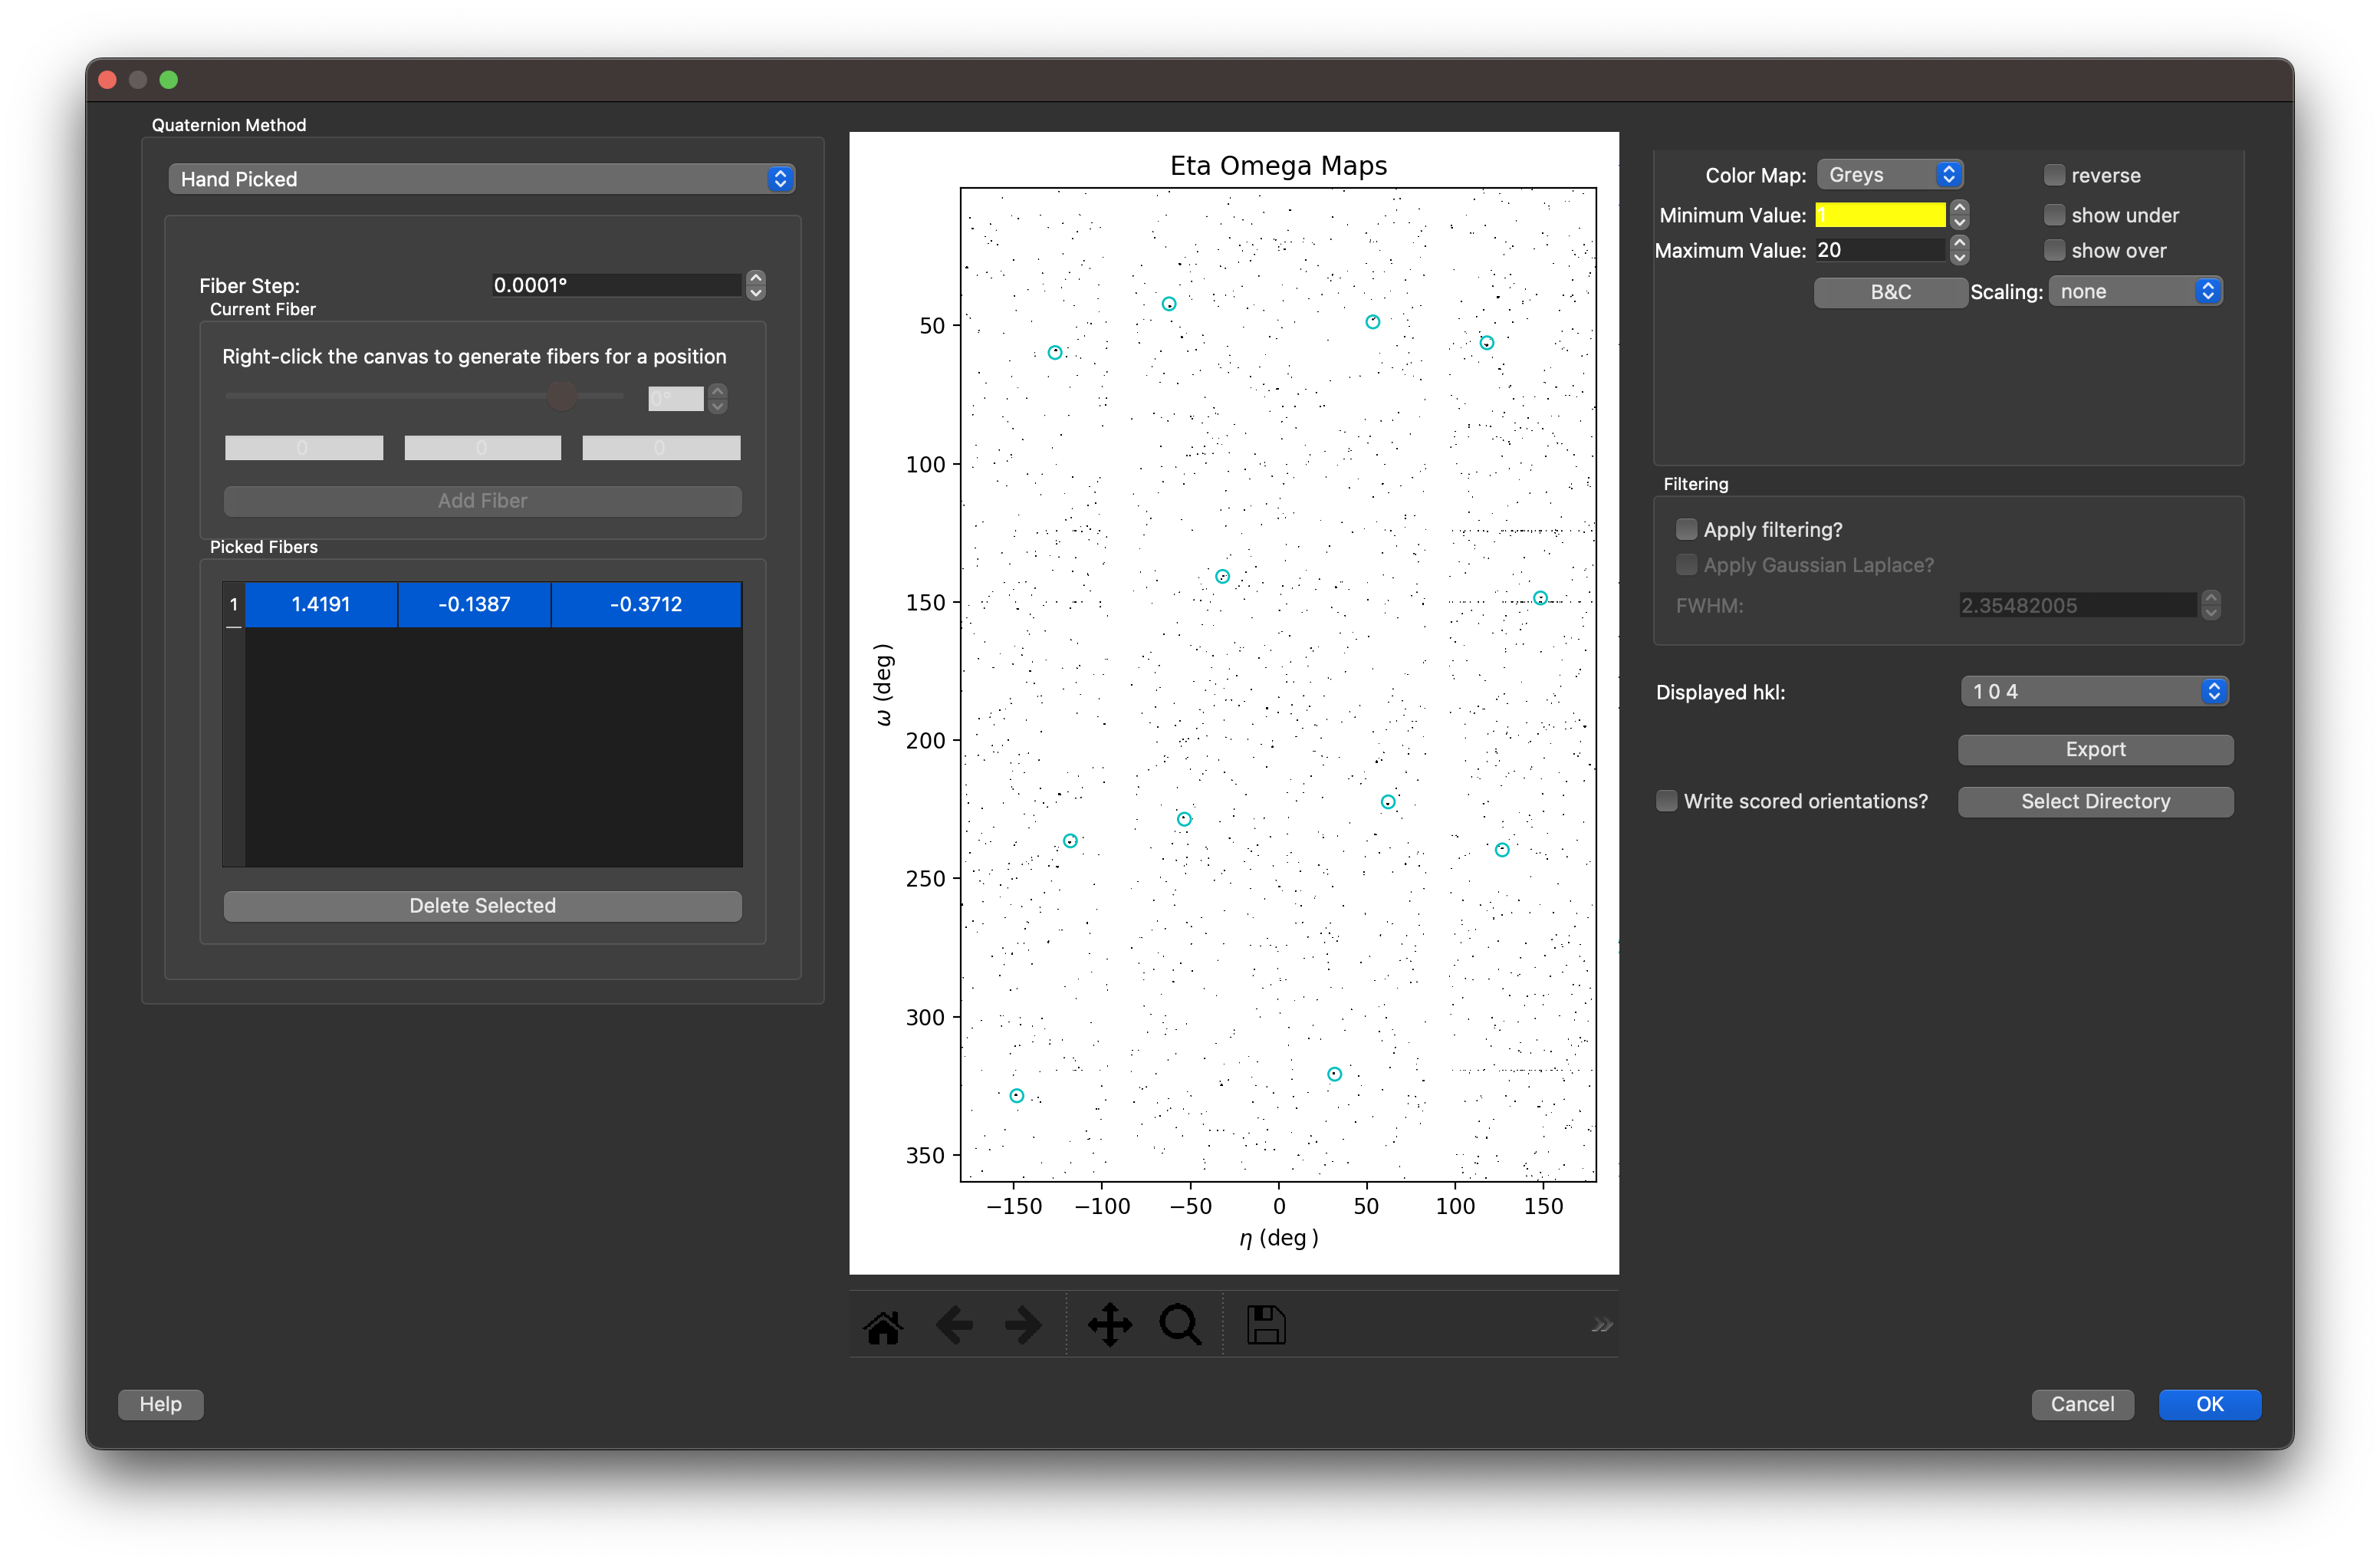 Quaternion Method
Hand Picked
Fiber Step: 0.0001°
Current Fiber
Right-click the canvas to generate fibers for a position
0°
0 0 0
Add Fiber
Picked Fibers
1 1.4191 -0.1387 -0.3712
Delete Selected
Eta Omega Maps
50
100
150
200
250
300
350
ω (deg)
−150 −100 −50 0 50 100 150
η (deg)
Color Map: Greys reverse
Minimum Value: 1 show under
Maximum Value: 20 show over
B&C Scaling: none
Filtering
Apply filtering?
Apply Gaussian Laplace?
FWHM: 2.35482005
Displayed hkl: 1 0 4
Export
Write scored orientations? Select Directory
Help Cancel OK